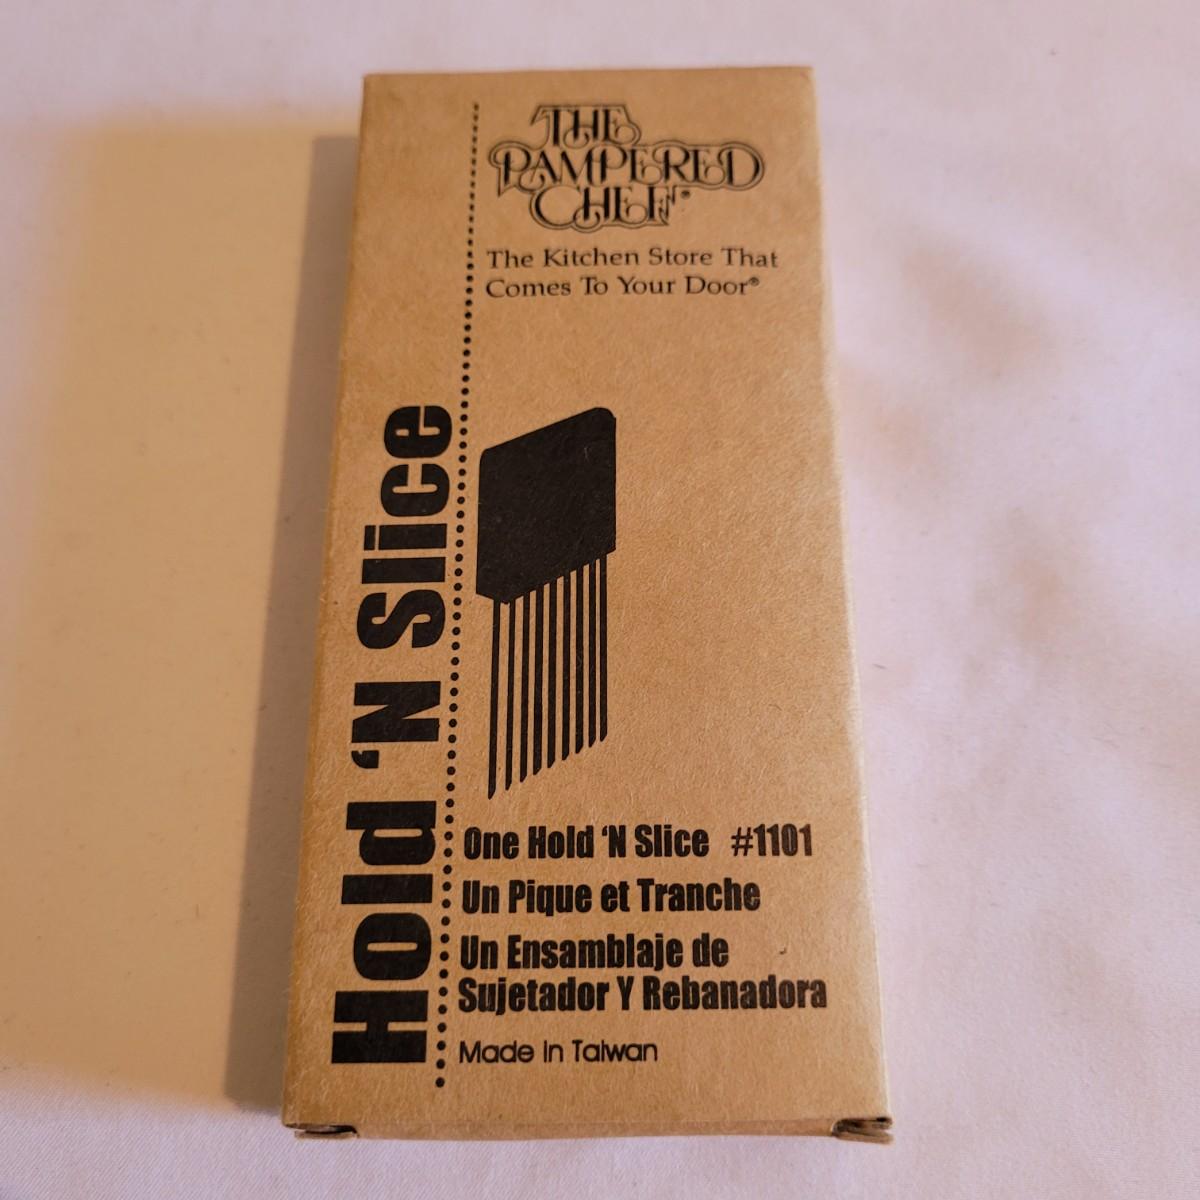 THE
PAMPERED
CHEF®
The Kitchen Store That
Comes To Your Door®
Hold ‘N Slice
One Hold ‘N Slice #1101
Un Pique et Tranche
Un Ensamblaje de
Sujetador Y Rebanadora
Made in Taiwan